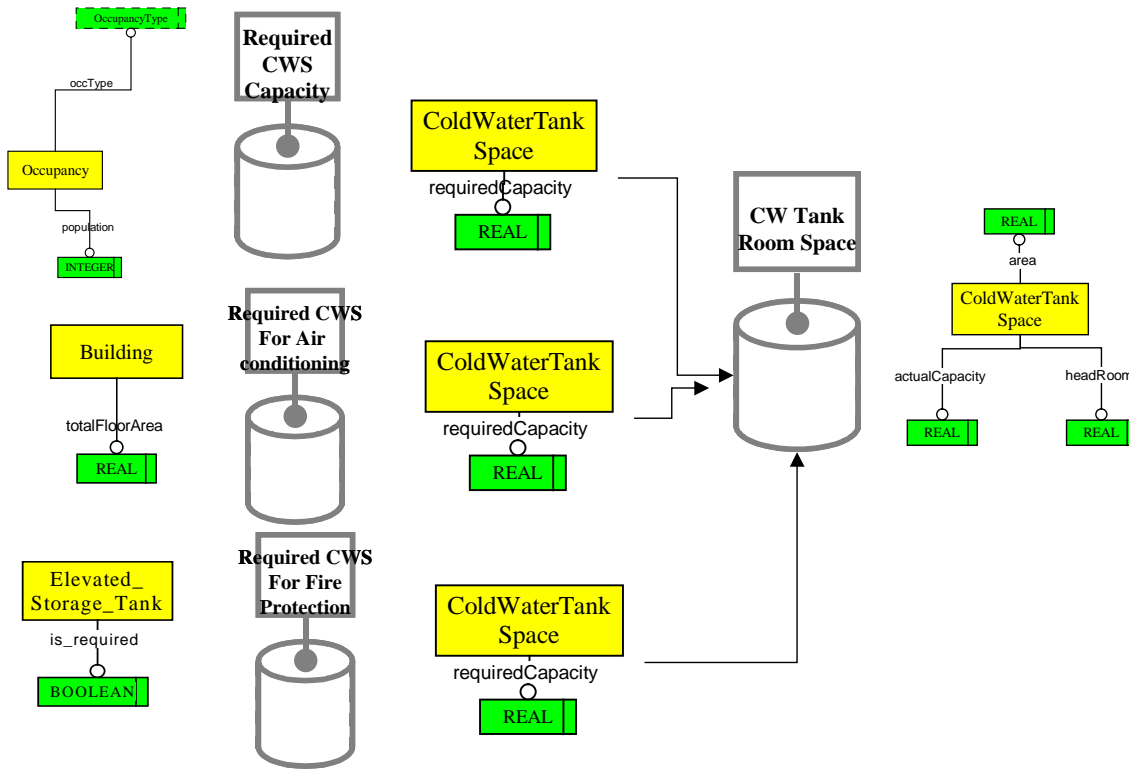 OccupancyType
occType
Occupancy
population
INTEGER
Required
CWS
Capacity
ColdWaterTank
Space
requiredCapacity
REAL
Building
totalFloorArea
REAL
Required CWS
For Air
conditioning
ColdWaterTank
Space
requiredCapacity
REAL
Elevated_
Storage_Tank
is_required
BOOLEAN
Required CWS
For Fire
Protection
ColdWaterTank
Space
requiredCapacity
REAL
CW Tank
Room Space
REAL
area
ColdWaterTank
Space
actualCapacity
headRoom
REAL
REAL